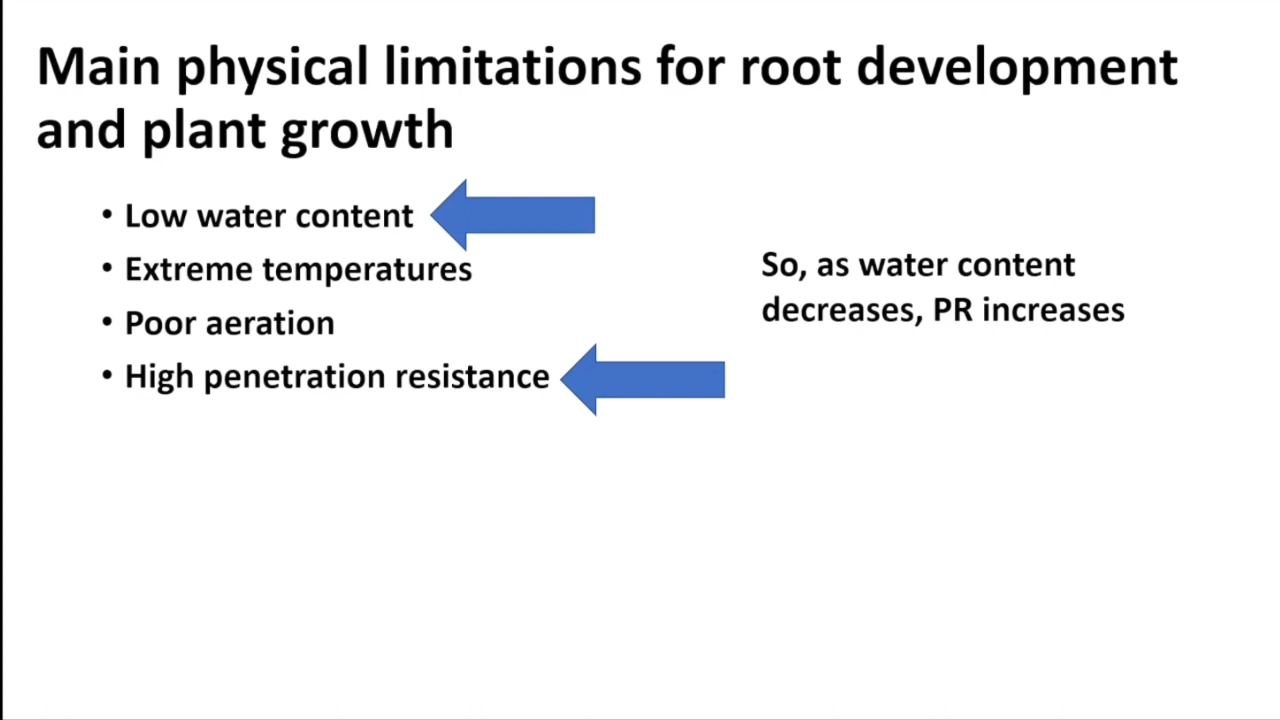 Main physical limitations for root development
and plant growth
• Low water content
• Extreme temperatures
• Poor aeration
• High penetration resistance
So, as water content
decreases, PR increases